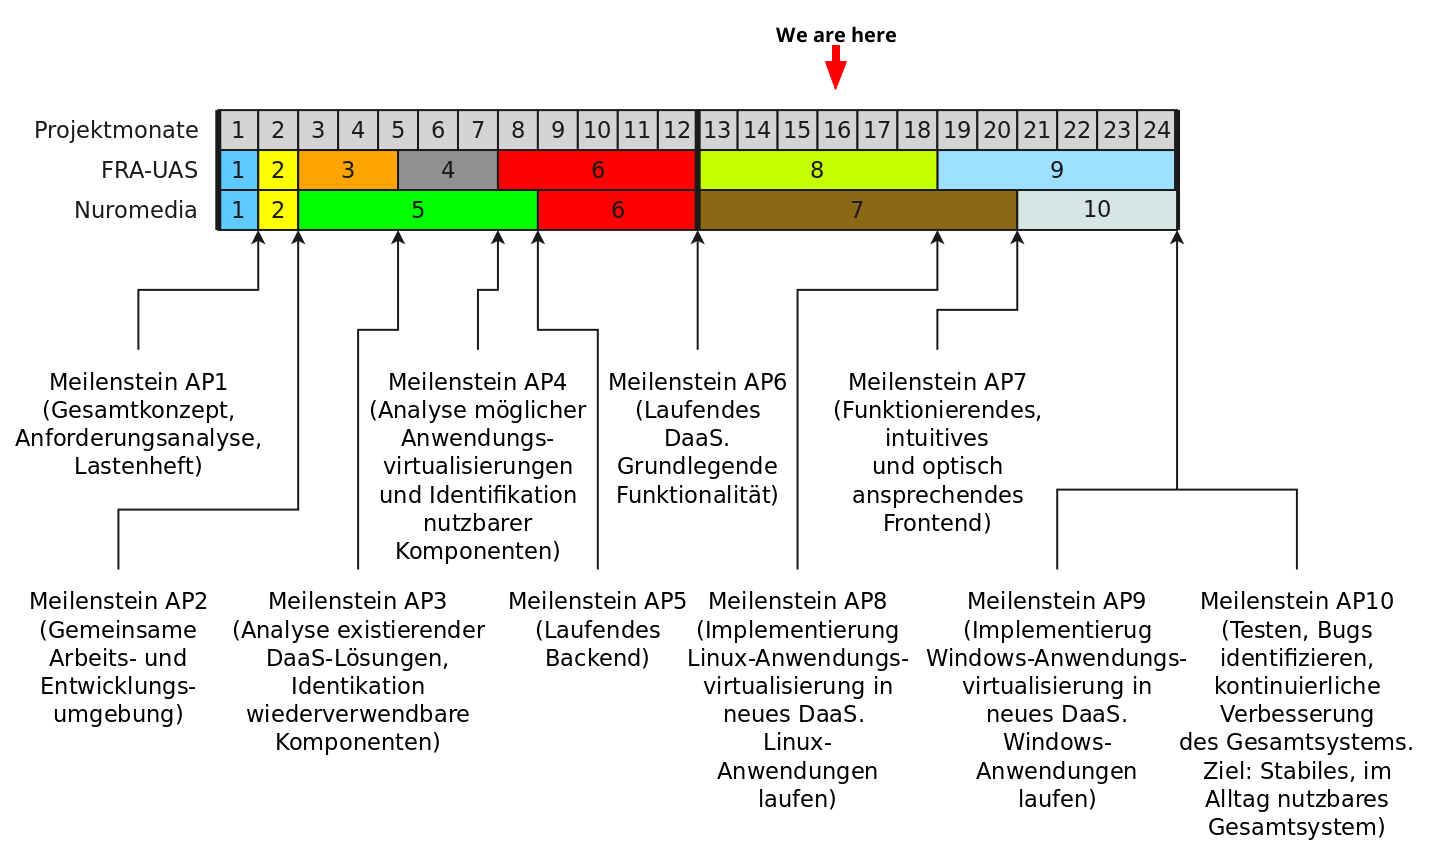 We are here
Projektmonate 1 2 3 4 5 6 7 8 9 10 11 12 13 14 15 16 17 18 19 20 21 22 23 24
FRA-UAS 1 2 3 4 6 8 9
Nuromedia 1 2 5 6 7 10
Meilenstein AP1
(Gesamtkonzept,
Anforderungsanalyse,
Lastenheft)
Meilenstein AP4
(Analyse möglicher
Anwendungs-
virtualisierungen
und Identifikation
nutzbarer
Komponenten)
Meilenstein AP6
(Laufendes
DaaS.
Grundlegende
Funktionalität)
Meilenstein AP7
(Funktionierendes,
intuitives
und optisch
ansprechendes
Frontend)
Meilenstein AP2
(Gemeinsame
Arbeits- und
Entwicklungs-
umgebung)
Meilenstein AP3
(Analyse existierender
DaaS-Lösungen,
Identikation
wiederverwendbare
Komponenten)
Meilenstein AP5
(Laufendes
Backend)
Meilenstein AP8
(Implementierung
Linux-Anwendungs-
virtualisierung in
neues DaaS.
Linux-
Anwendungen
laufen)
Meilenstein AP9
(Implementierug
Windows-Anwendungs-
virtualisierung in
neues DaaS.
Windows-
Anwendungen
laufen)
Meilenstein AP10
(Testen, Bugs
identifizieren,
kontinuierliche
Verbesserung
des Gesamtsystems.
Ziel: Stabiles, im
Alltag nutzbares
Gesamtsystem)